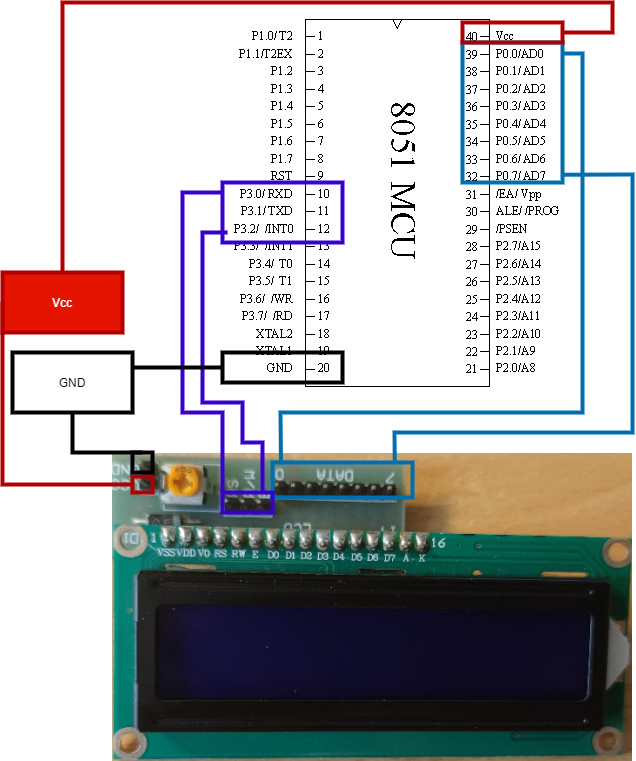 P1.0/T2 1
P1.1/T2EX 2
P1.2 3
P1.3 4
P1.4 5
P1.5 6
P1.6 7
P1.7 8
RST 9
P3.0/ RXD 10
P3.1/ TXD 11
P3.2/ /INT0 12
P3.3/ /INT1 13
P3.4/ T0 14
P3.5/ T1 15
P3.6/ /WR 16
P3.7/ /RD 17
XTAL2 18
XTAL1 19
GND 20
8051 MCU
40 Vcc
39 P0.0/AD0
38 P0.1/AD1
37 P0.2/AD2
36 P0.3/AD3
35 P0.4/AD4
34 P0.5/AD5
33 P0.6/AD6
32 P0.7/AD7
31 /EA/ Vpp
30 ALE/ /PROG
29 /PSEN
28 P2.7/A15
27 P2.6/A14
26 P2.5/A13
25 P2.4/A12
24 P2.3/A11
23 P2.2/A10
22 P2.1/A9
21 P2.0/A8
Vcc
GND
0 DATA 7
LCD
D1 1 16
VSS VDD V0 RS RW E D0 D1 D2 D3 D4 D5 D6 D7 A K